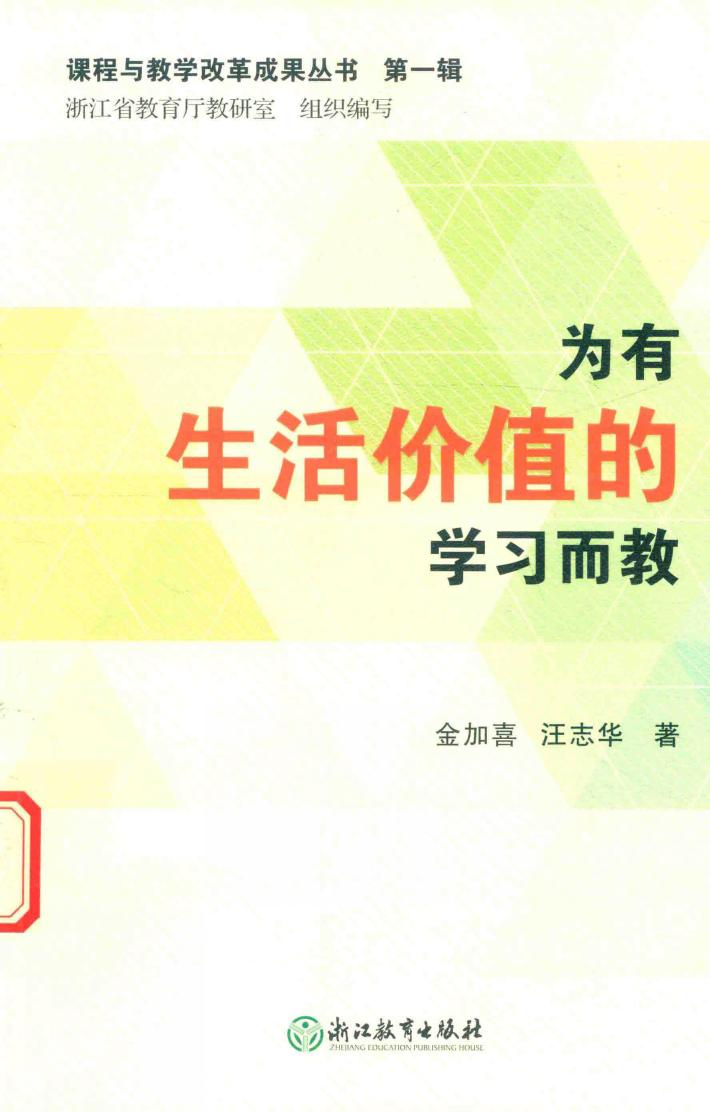 课程与教学改革成果丛书 第一辑
浙江省教育厅教研室 组织编写
为有
生活价值的
学习而教
金加喜 汪志华 著
浙江教育出版社
ZHEJIANG EDUCATION PUBLISHING HOUSE